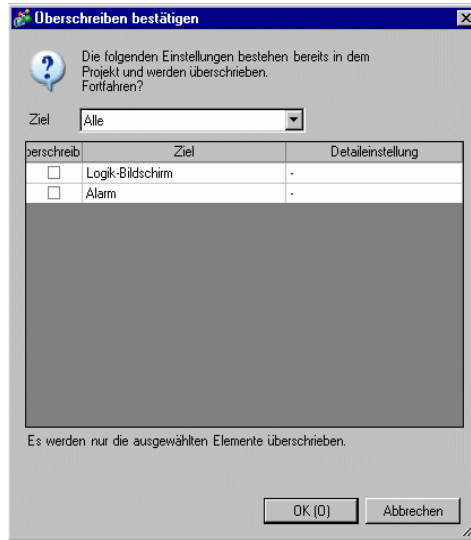 Überschreiben bestätigen
Die folgenden Einstellungen bestehen bereits in dem
Projekt und werden überschrieben.
Fortfahren?
Ziel Alle
berschreib Ziel Detaileinstellung
Logik-Bildschirm -
Alarm -
Es werden nur die ausgewählten Elemente überschrieben.
OK (O) Abbrechen